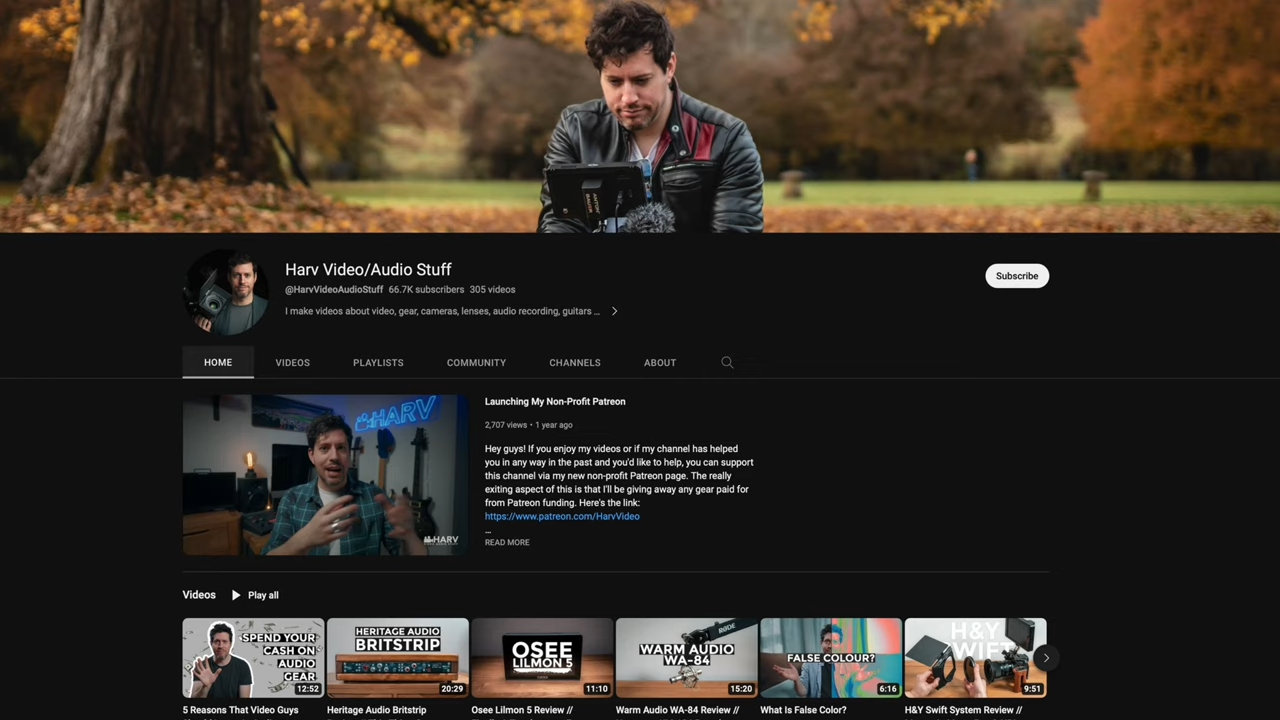 Harv Video/Audio Stuff
@HarvVideoAudioStuff 66.7K subscribers 305 videos
I make videos about video, gear, cameras, lenses, audio recording, guitars ...
Subscribe
HOME VIDEOS PLAYLISTS COMMUNITY CHANNELS ABOUT
HARV
HARV
Launching My Non-Profit Patreon
2,707 views • 1 year ago
Hey guys! If you enjoy my videos or if my channel has helped
you in any way in the past and you'd like to help, you can support
this channel via my new non-profit Patreon page. The really
exiting aspect of this is that I'll be giving away any gear paid for
from Patreon funding. Here's the link:
https://www.patreon.com/HarvVideo
...
READ MORE
Videos Play all
SPEND YOUR
CASH ON
AUDIO
GEAR
12:52
HERITAGE AUDIO
BRITSTRIP
20:29
OSEE
LILMON 5
11:10
RØDE
WARM AUDIO
WA-84
15:20
FALSE COLOUR?
6:16
H&Y
SWIFT
9:51
5 Reasons That Video Guys
Heritage Audio Britstrip
Osee Lilmon 5 Review //
Warm Audio WA-84 Review //
What Is False Color?
H&Y Swift System Review //